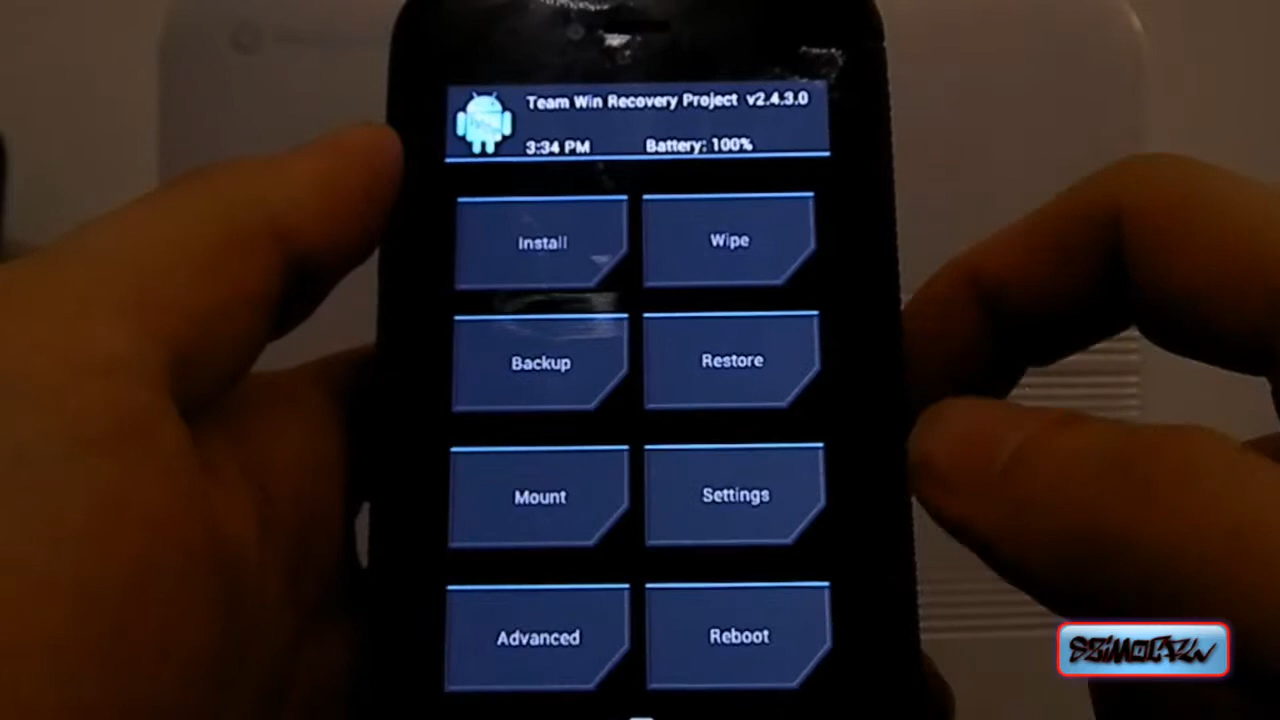 Team Win Recovery Project v2.4.3.0
3:34 PM Battery: 100%
Install Wipe
Backup Restore
Mount Settings
Advanced Reboot